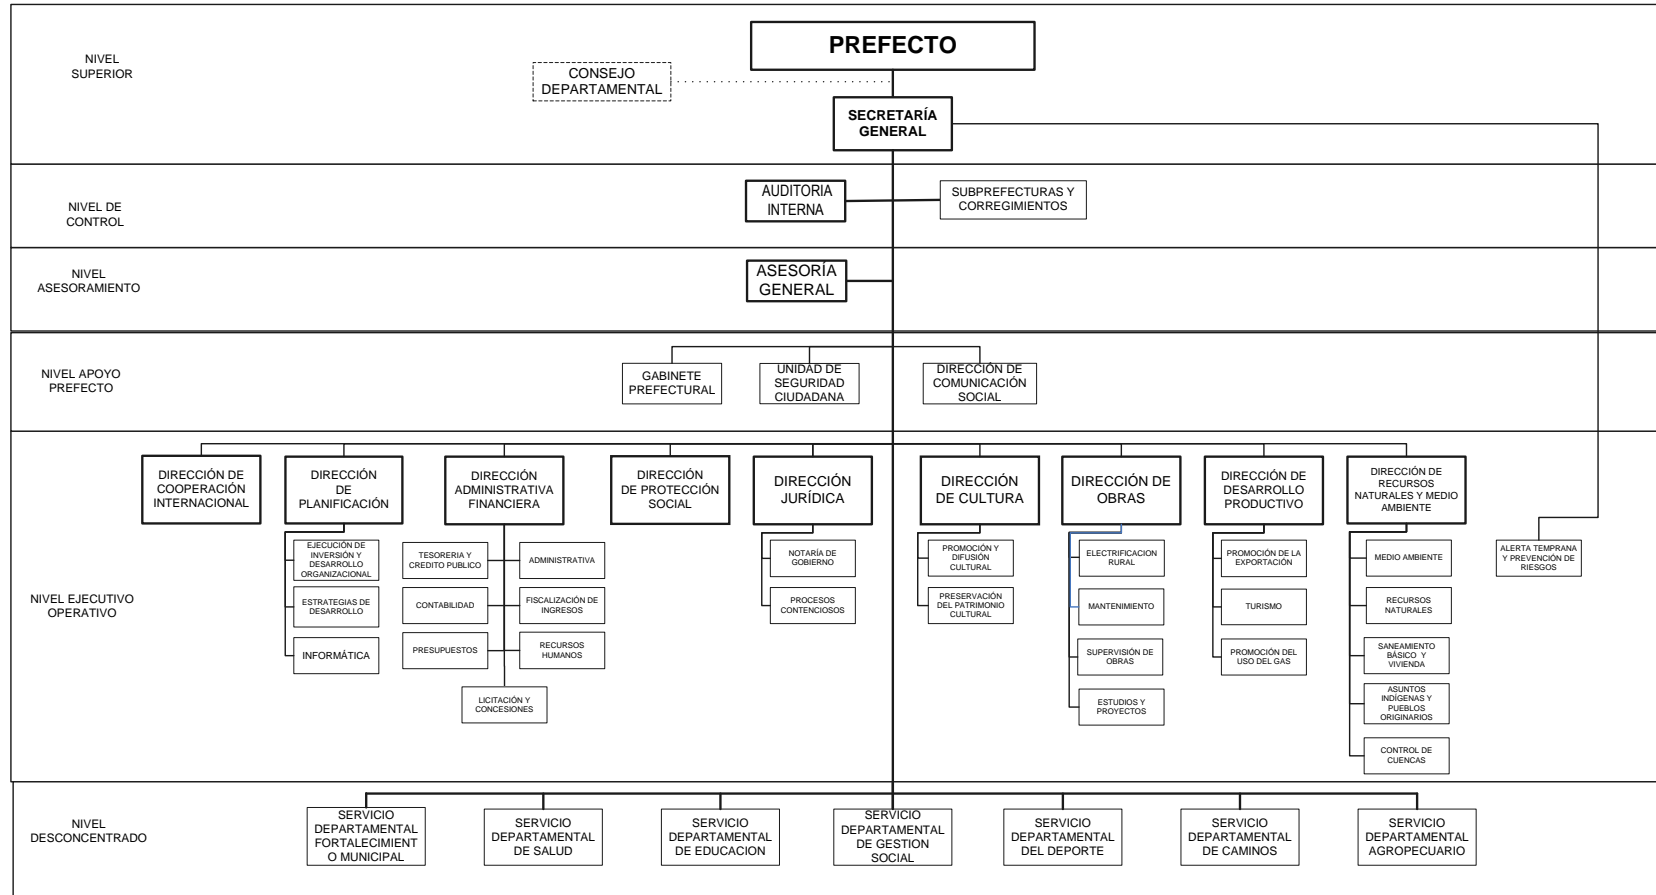 NIVEL
SUPERIOR
PREFECTO
CONSEJO
DEPARTAMENTAL
SECRETARÍA
GENERAL
NIVEL DE
CONTROL
AUDITORIA
INTERNA
SUBPREFECTURAS Y
CORREGIMIENTOS
NIVEL
ASESORAMIENTO
ASESORÍA
GENERAL
NIVEL APOYO
PREFECTO
GABINETE
PREFECTURAL
UNIDAD DE
SEGURIDAD
CIUDADANA
DIRECCIÓN DE
COMUNICACIÓN
SOCIAL
NIVEL EJECUTIVO
OPERATIVO
DIRECCIÓN DE
COOPERACIÓN
INTERNACIONAL
DIRECCIÓN
DE
PLANIFICACIÓN
EJECUCIÓN DE
INVERSIÓN Y
DESARROLLO
ORGANIZACIONAL
ESTRATEGIAS DE
DESARROLLO
INFORMÁTICA
DIRECCIÓN
ADMINISTRATIVA
FINANCIERA
TESORERIA Y
CREDITO PUBLICO
ADMINISTRATIVA
CONTABILIDAD
FISCALIZACIÓN DE
INGRESOS
PRESUPUESTOS
RECURSOS
HUMANOS
LICITACIÓN Y
CONCESIONES
DIRECCIÓN
DE PROTECCIÓN
SOCIAL
DIRECCIÓN
JURÍDICA
NOTARÍA DE
GOBIERNO
PROCESOS
CONTENCIOSOS
DIRECCIÓN
DE CULTURA
PROMOCIÓN Y
DIFUSIÓN
CULTURAL
PRESERVACIÓN
DEL PATRIMONIO
CULTURAL
DIRECCIÓN DE
OBRAS
ELECTRIFICACION
RURAL
MANTENIMIENTO
SUPERVISIÓN DE
OBRAS
ESTUDIOS Y
PROYECTOS
DIRECCIÓN DE
DESARROLLO
PRODUCTIVO
PROMOCIÓN DE LA
EXPORTACIÓN
TURISMO
PROMOCIÓN DEL
USO DEL GAS
DIRECCIÓN DE
RECURSOS
NATURALES Y MEDIO
AMBIENTE
MEDIO AMBIENTE
RECURSOS
NATURALES
SANEAMIENTO
BÁSICO Y
VIVIENDA
ASUNTOS
INDÍGENAS Y
PUEBLOS
ORIGINARIOS
CONTROL DE
CUENCAS
ALERTA TEMPRANA
Y PREVENCIÓN DE
RIESGOS
NIVEL
DESCONCENTRADO
SERVICIO
DEPARTAMENTAL
FORTALECIMIENT
O MUNICIPAL
SERVICIO
DEPARTAMENTAL
DE SALUD
SERVICIO
DEPARTAMENTAL
DE EDUCACION
SERVICIO
DEPARTAMENTAL
DE GESTION
SOCIAL
SERVICIO
DEPARTAMENTAL
DEL DEPORTE
SERVICIO
DEPARTAMENTAL
DE CAMINOS
SERVICIO
DEPARTAMENTAL
AGROPECUARIO